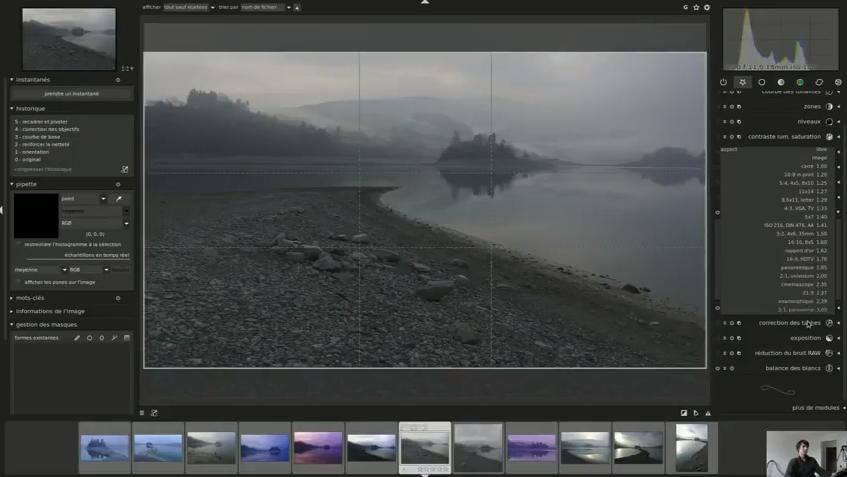 afficher tout sauf rejetées trier par nom de fichier
instantanés
prendre un instantané
historique
5 - recadrer et pivoter
4 - correction des objectifs
3 - courbe de base
2 - renforcer la netteté
1 - orientation
0 - original
compresser l'historique
pipette
point
moyenne
RGB
(0, 0, 0)
restreindre l'histogramme à la sélection
échantillons en temps réel
moyenne RGB
afficher les zones sur l'image
mots-clés
informations de l'image
gestion des masques
formes existantes
zones
niveaux
contraste lum. saturation
aspect libre
image
carré 1,00
10:8 in print 1,20
5:4, 4x5, 8x10 1,25
11x14 1,27
8.5x11, letter 1,29
4:3, VGA, TV 1,33
5x7 1,40
ISO 216, DIN 476, A4 1,41
3:2, 4x6, 35mm 1,50
16:10, 8x5 1,60
rapport d'or 1,62
16:9, HDTV 1,78
panoramique 1,85
2:1, univisium 2,00
cinemascope 2,35
21:9 2,37
anamorphique 2,39
3:1, panorama 3,00
correction des taches
exposition
réduction du bruit RAW
balance des blancs
plus de modules